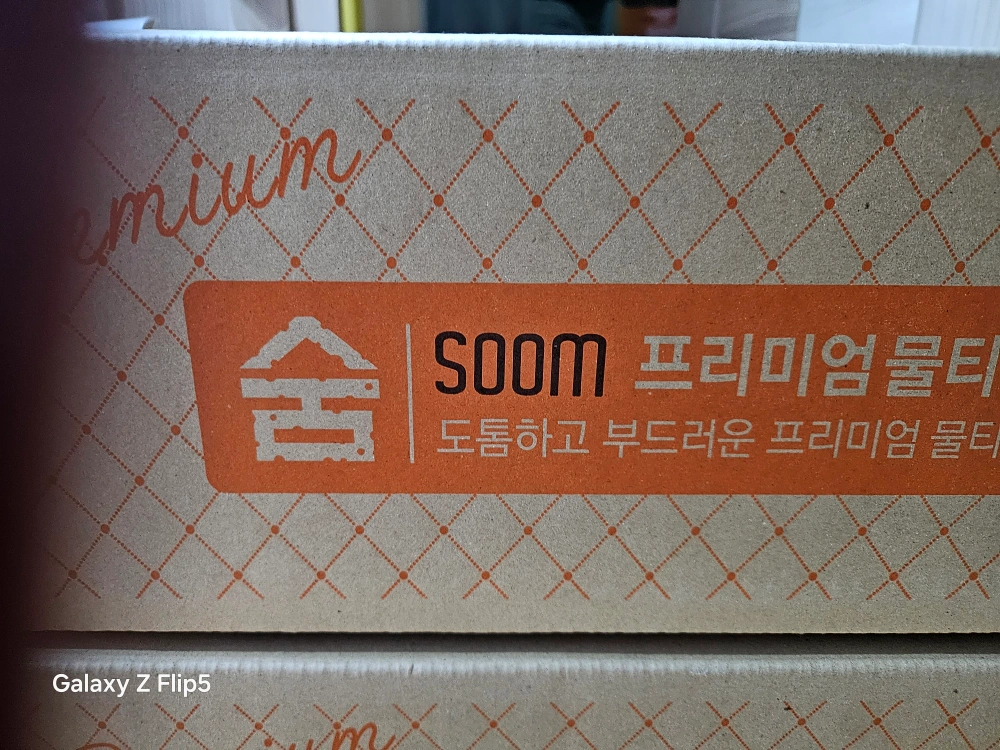 emium
숨
SOOM 프리미엄 물티
도톰하고 부드러운 프리미엄 물티
Galaxy Z Flip5